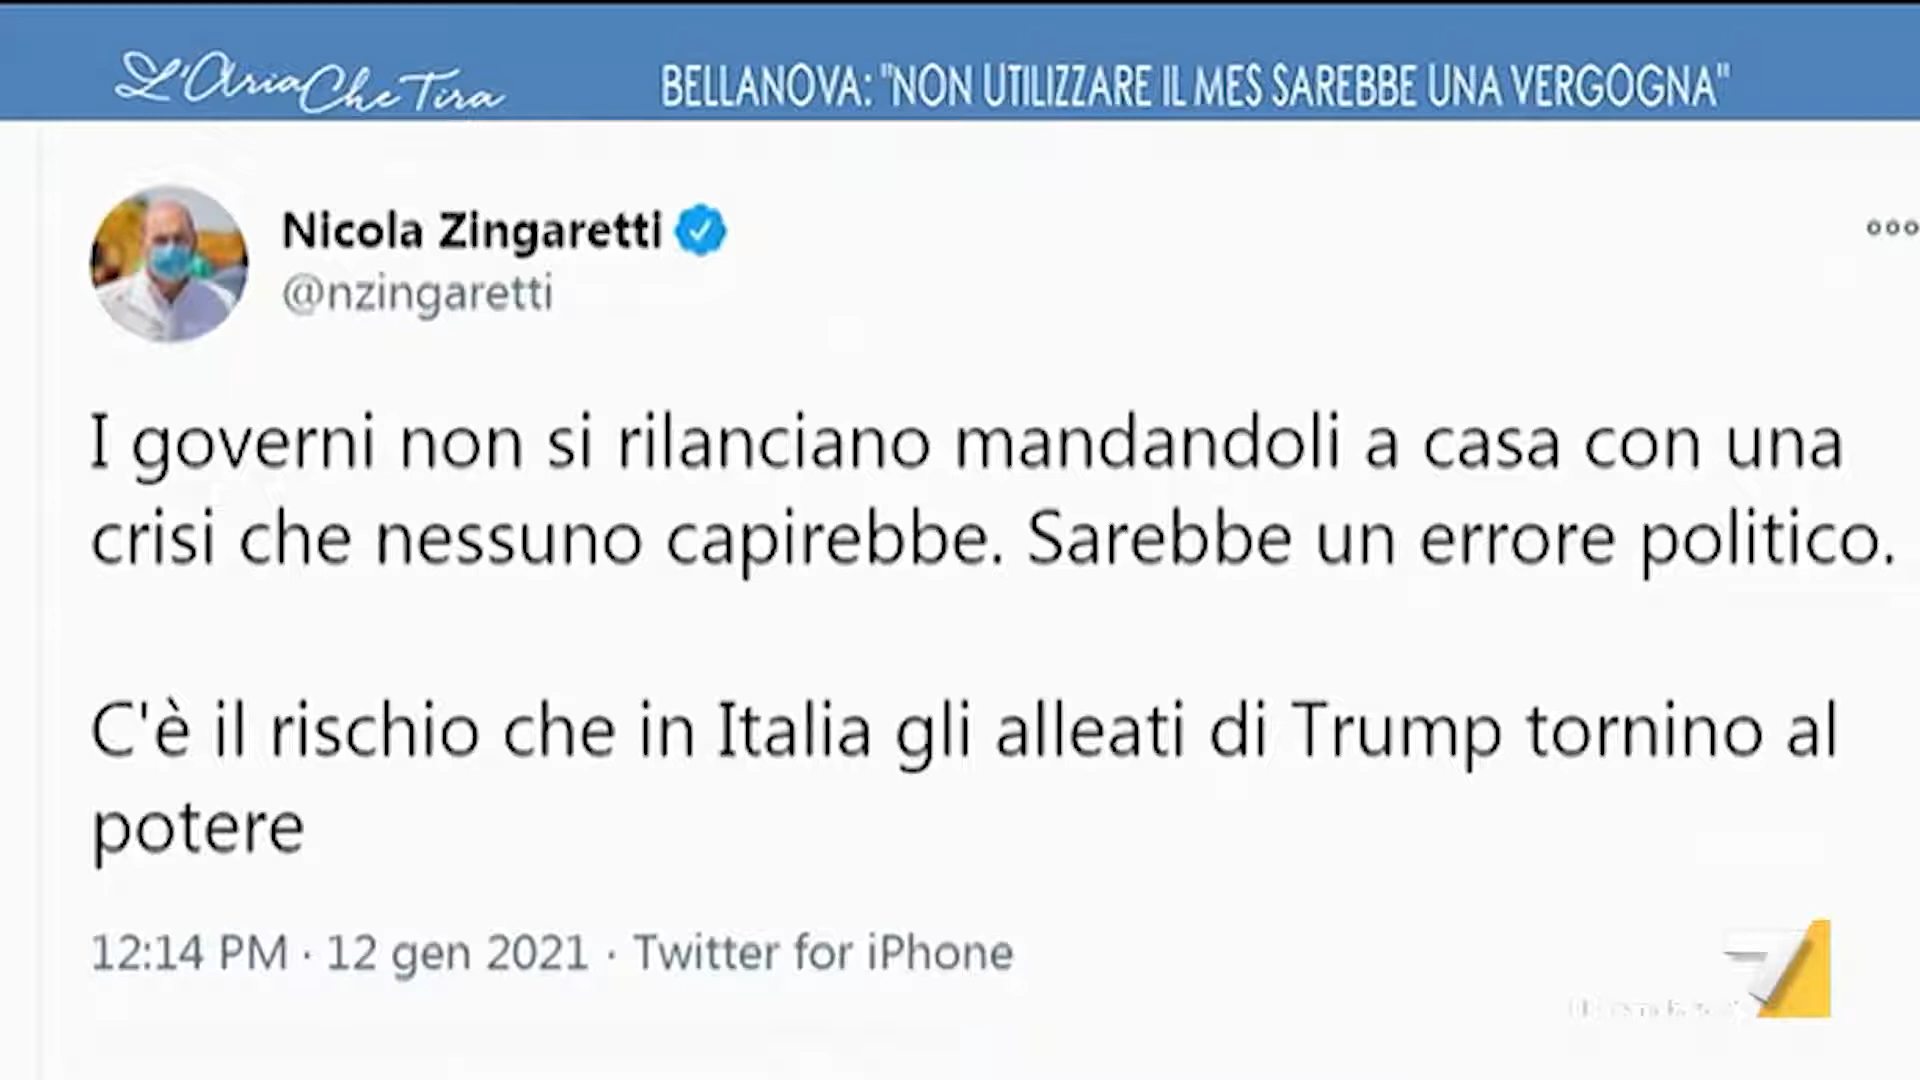 L'Aria Che Tira
BELLANOVA: "NON UTILIZZARE IL MES SAREBBE UNA VERGOGNA"
Nicola Zingaretti
@nzingaretti
I governi non si rilanciano mandandoli a casa con una
crisi che nessuno capirebbe. Sarebbe un errore politico.
C'è il rischio che in Italia gli alleati di Trump tornino al
potere
12:14 PM · 12 gen 2021 · Twitter for iPhone
7